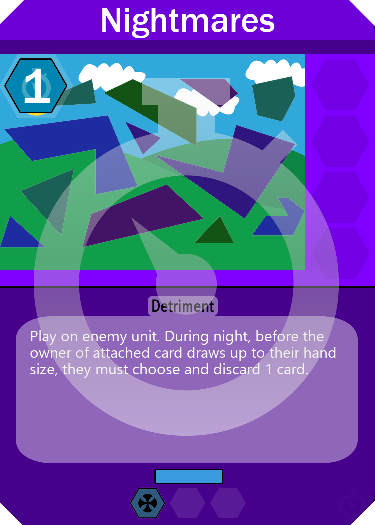 Nightmares
1
Detriment
Play on enemy unit. During night, before the
owner of attached card draws up to their hand
size, they must choose and discard 1 card.